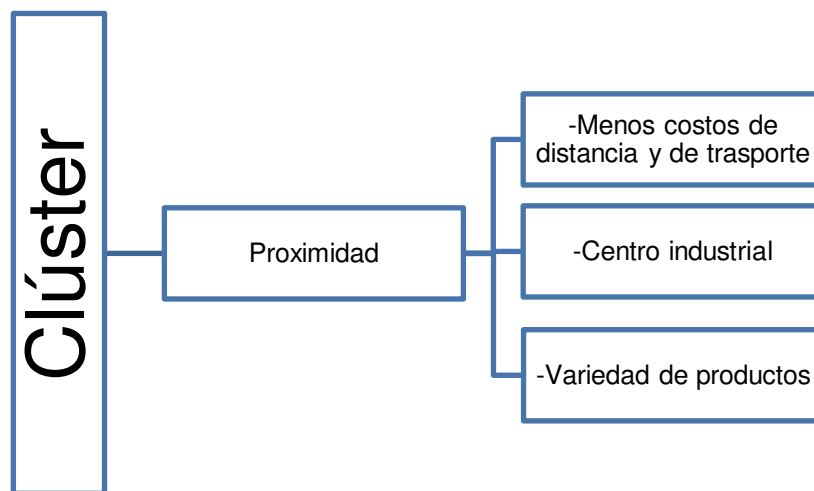 Clúster
Proximidad
-Menos costos de
distancia y de trasporte
-Centro industrial
-Variedad de productos